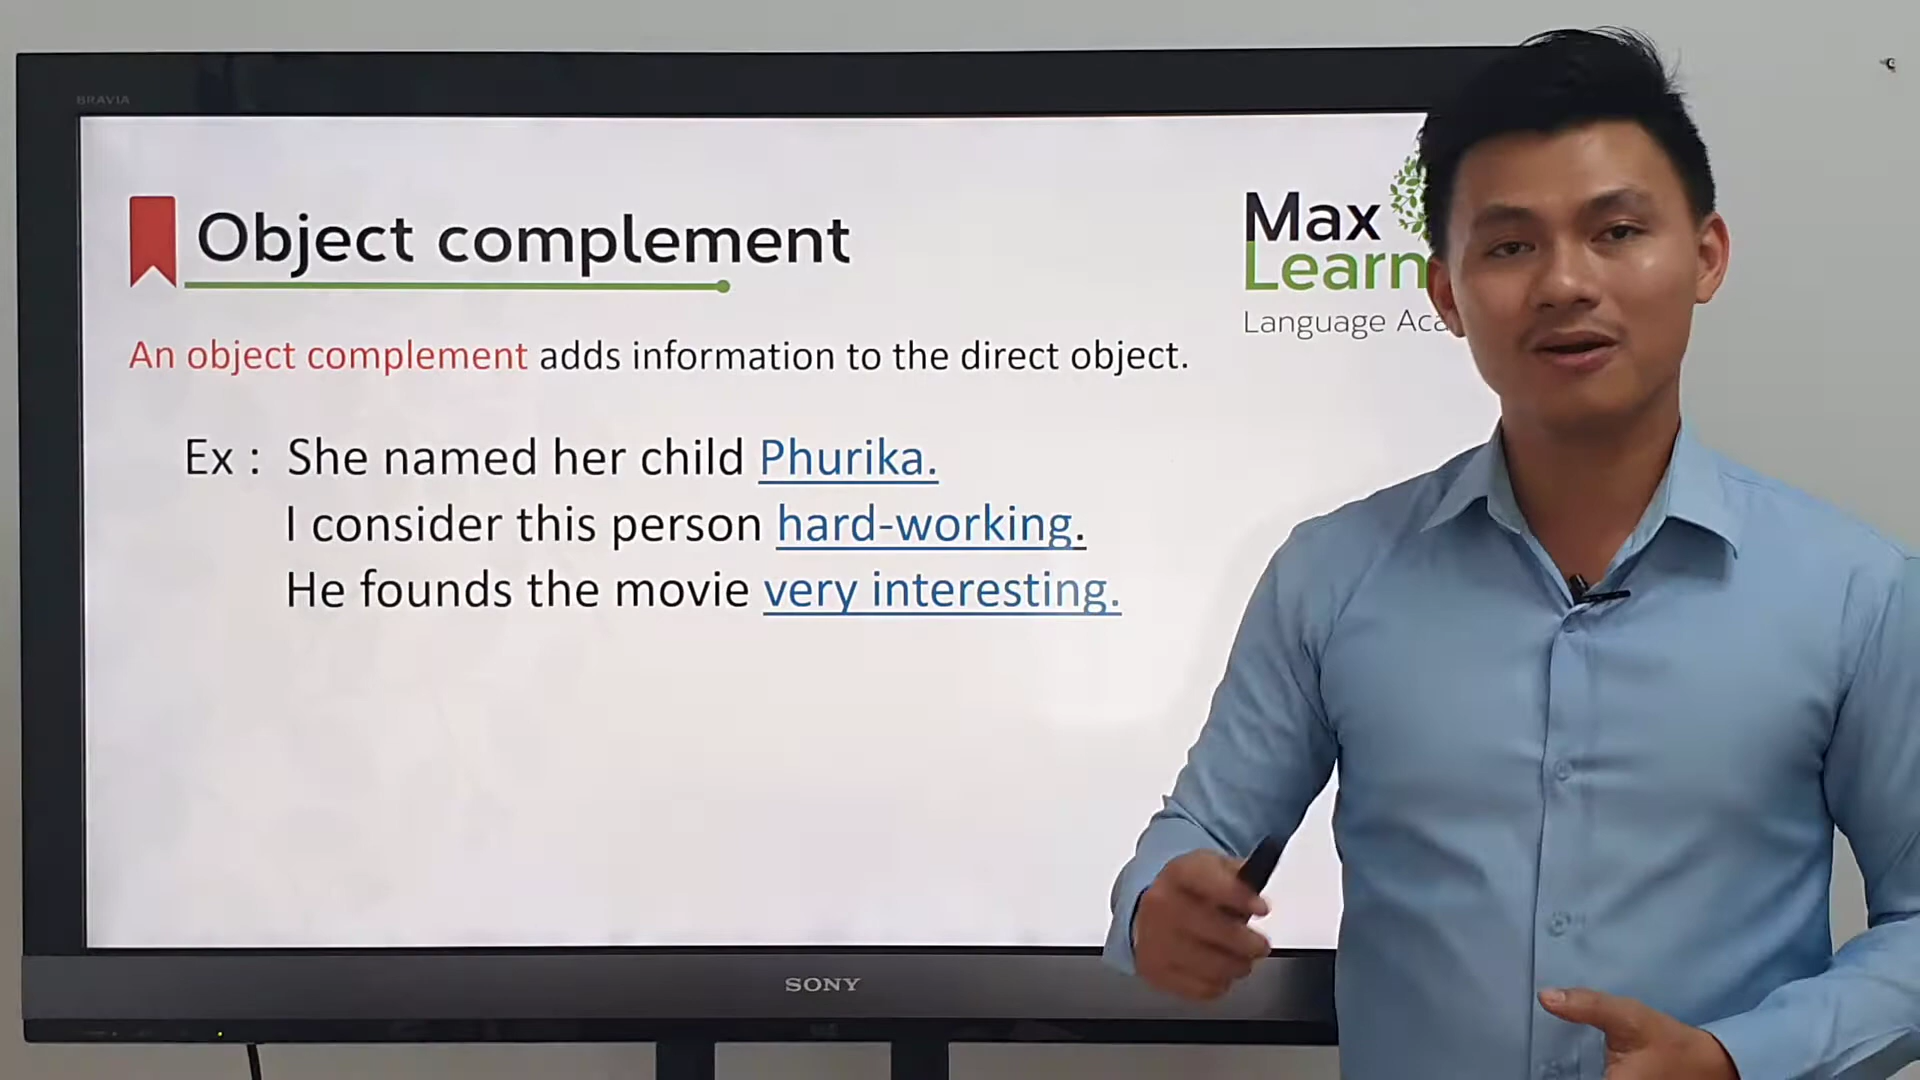 BRAVIA
Object complement
Max
Learn
Language Aca
An object complement adds information to the direct object.
Ex : She named her child Phurika.
I consider this person hard-working.
He founds the movie very interesting.
SONY